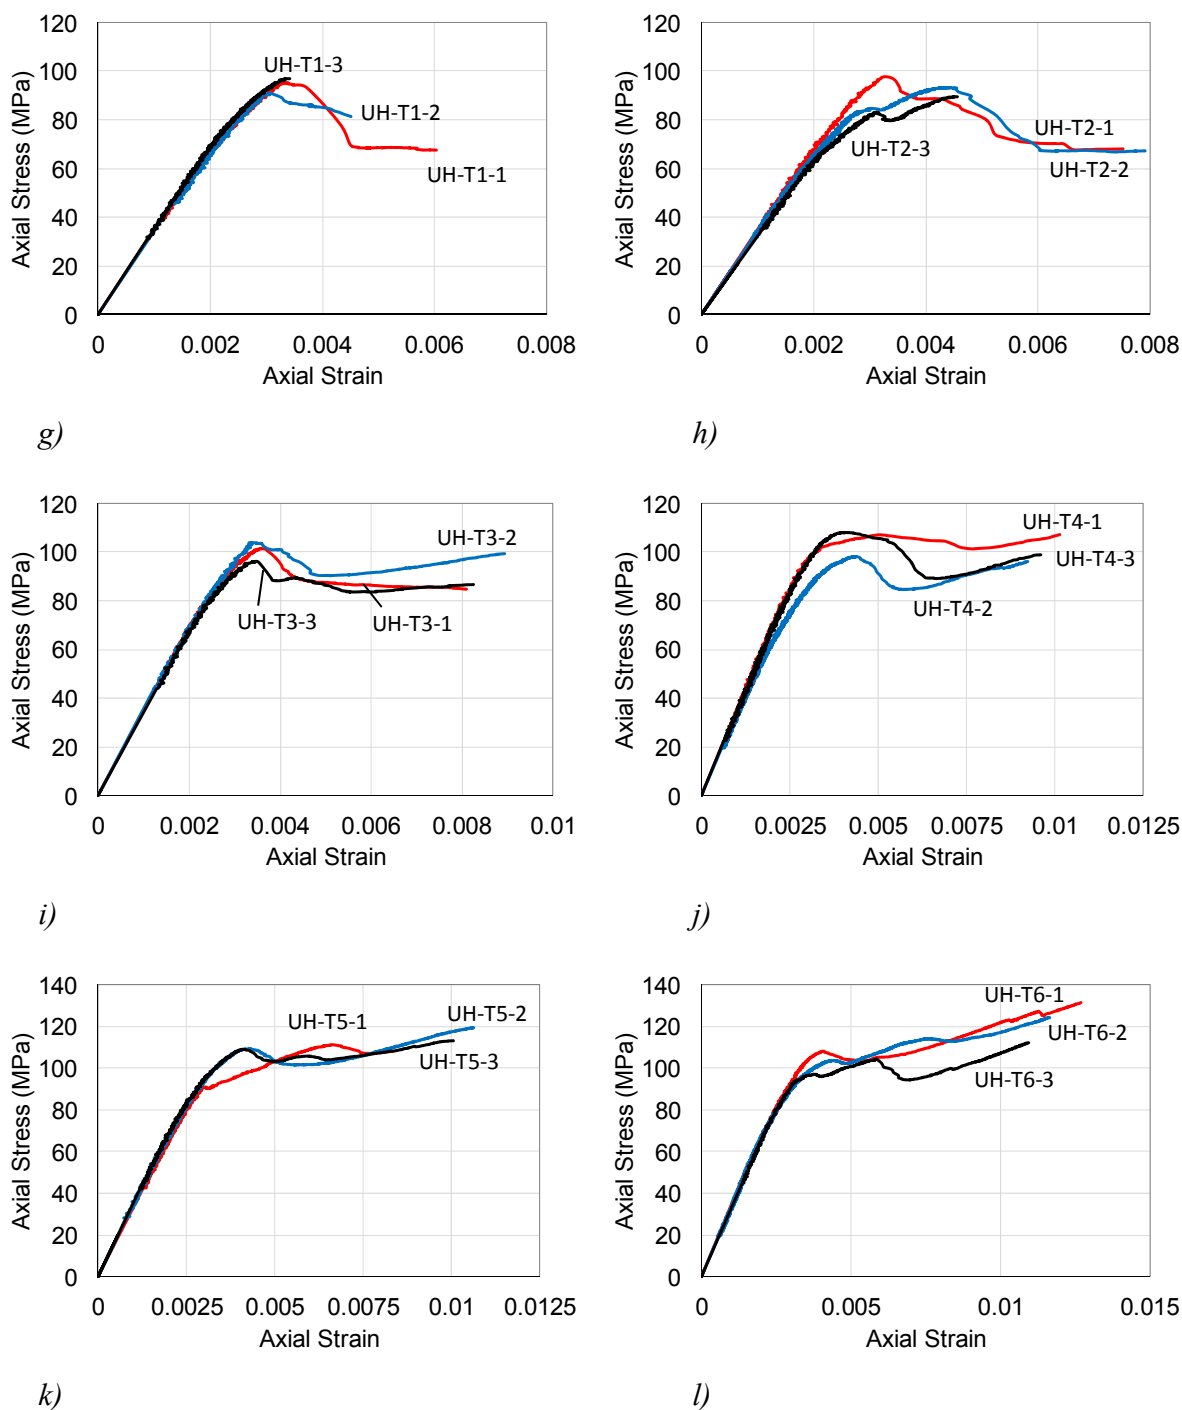 120
100
80
60
40
20
0
Axial Stress (MPa)
UH-T1-3
UH-T1-2
UH-T1-1
0 0.002 0.004 0.006 0.008
Axial Strain
g)
120
100
80
60
40
20
0
Axial Stress (MPa)
UH-T2-1
UH-T2-3
UH-T2-2
0 0.002 0.004 0.006 0.008
Axial Strain
h)
120
100
80
60
40
20
0
Axial Stress (MPa)
UH-T3-2
UH-T3-3
UH-T3-1
0 0.002 0.004 0.006 0.008 0.01
Axial Strain
i)
120
100
80
60
40
20
0
Axial Stress (MPa)
UH-T4-1
UH-T4-3
UH-T4-2
0 0.0025 0.005 0.0075 0.01 0.0125
Axial Strain
j)
140
120
100
80
60
40
20
0
Axial Stress (MPa)
UH-T5-1
UH-T5-2
UH-T5-3
0 0.0025 0.005 0.0075 0.01 0.0125
Axial Strain
k)
140
120
100
80
60
40
20
0
Axial Stress (MPa)
UH-T6-1
UH-T6-2
UH-T6-3
0 0.005 0.01 0.015
Axial Strain
l)